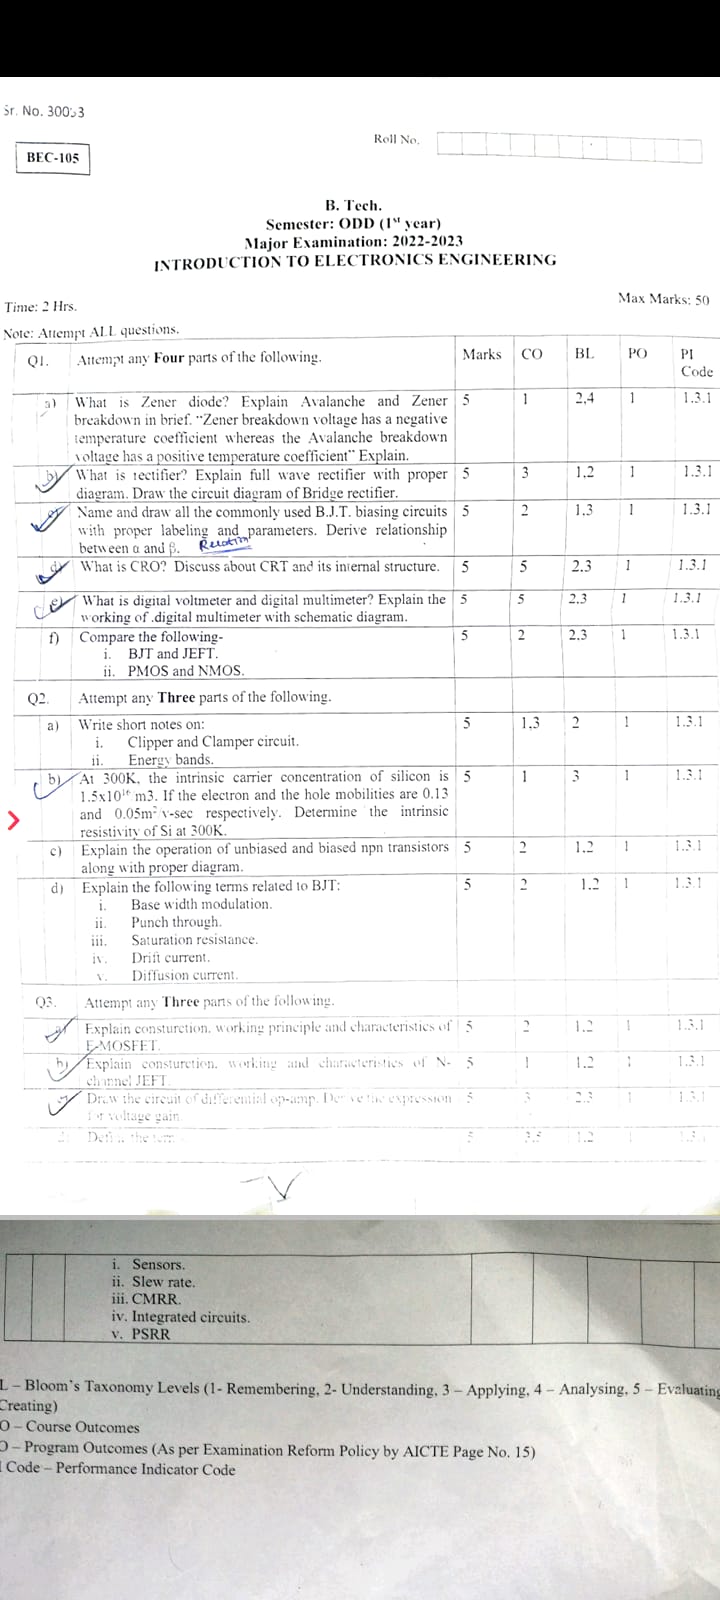 Sr. No. 30053
Roll No.
BEC-105
B. Tech.
Semester: ODD (1st year)
Major Examination: 2022-2023
INTRODUCTION TO ELECTRONICS ENGINEERING
Time: 2 Hrs.
Max Marks: 50
Note: Attempt ALL questions.
Q1. Attempt any Four parts of the following. Marks CO BL PO PI
Code
a) What is Zener diode? Explain Avalanche and Zener 5 1 2,4 1 1.3.1
breakdown in brief. "Zener breakdown voltage has a negative
temperature coefficient whereas the Avalanche breakdown
voltage has a positive temperature coefficient" Explain.
b) What is rectifier? Explain full wave rectifier with proper 5 3 1.2 1 1.3.1
diagram. Draw the circuit diagram of Bridge rectifier.
c) Name and draw all the commonly used B.J.T. biasing circuits 5 2 1.3 1 1.3.1
with proper labeling and parameters. Derive relationship
between α and β. Relation
d) What is CRO? Discuss about CRT and its internal structure. 5 5 2.3 1 1.3.1
e) What is digital voltmeter and digital multimeter? Explain the 5 5 2.3 1 1.3.1
working of digital multimeter with schematic diagram.
f) Compare the following- 5 2 2.3 1 1.3.1
i. BJT and JEFT.
ii. PMOS and NMOS.
Q2. Attempt any Three parts of the following.
a) Write short notes on: 5 1,3 2 1 1.3.1
i. Clipper and Clamper circuit.
ii. Energy bands.
b) At 300K, the intrinsic carrier concentration of silicon is 5 1 3 1 1.3.1
1.5x10¹⁶ m3. If the electron and the hole mobilities are 0.13
and 0.05m² v-sec respectively. Determine the intrinsic
resistivity of Si at 300K.
c) Explain the operation of unbiased and biased npn transistors 5 2 1.2 1 1.3.1
along with proper diagram.
d) Explain the following terms related to BJT: 5 2 1.2 1 1.3.1
i. Base width modulation.
ii. Punch through.
iii. Saturation resistance.
iv. Drift current.
v. Diffusion current.
Q3. Attempt any Three parts of the following.
a) Explain consturction, working principle and characteristics of 5 2 1.2 1 1.3.1
E-MOSFET.
b) Explain consturction, working and characteristics of N- 5 1 1.2 1 1.3.1
channel JEFT.
c) Draw the circuit of differential op-amp. Derive the expression 5 3 2.3 1 1.3.1
for voltage gain.
d) Define the 5 3.5 1.2 1 1.3.1
i. Sensors.
ii. Slew rate.
iii. CMRR.
iv. Integrated circuits.
v. PSRR
L – Bloom's Taxonomy Levels (1- Remembering, 2- Understanding, 3 – Applying, 4 – Analysing, 5 – Evaluating
Creating)
O – Course Outcomes
O – Program Outcomes (As per Examination Reform Policy by AICTE Page No. 15)
I Code – Performance Indicator Code